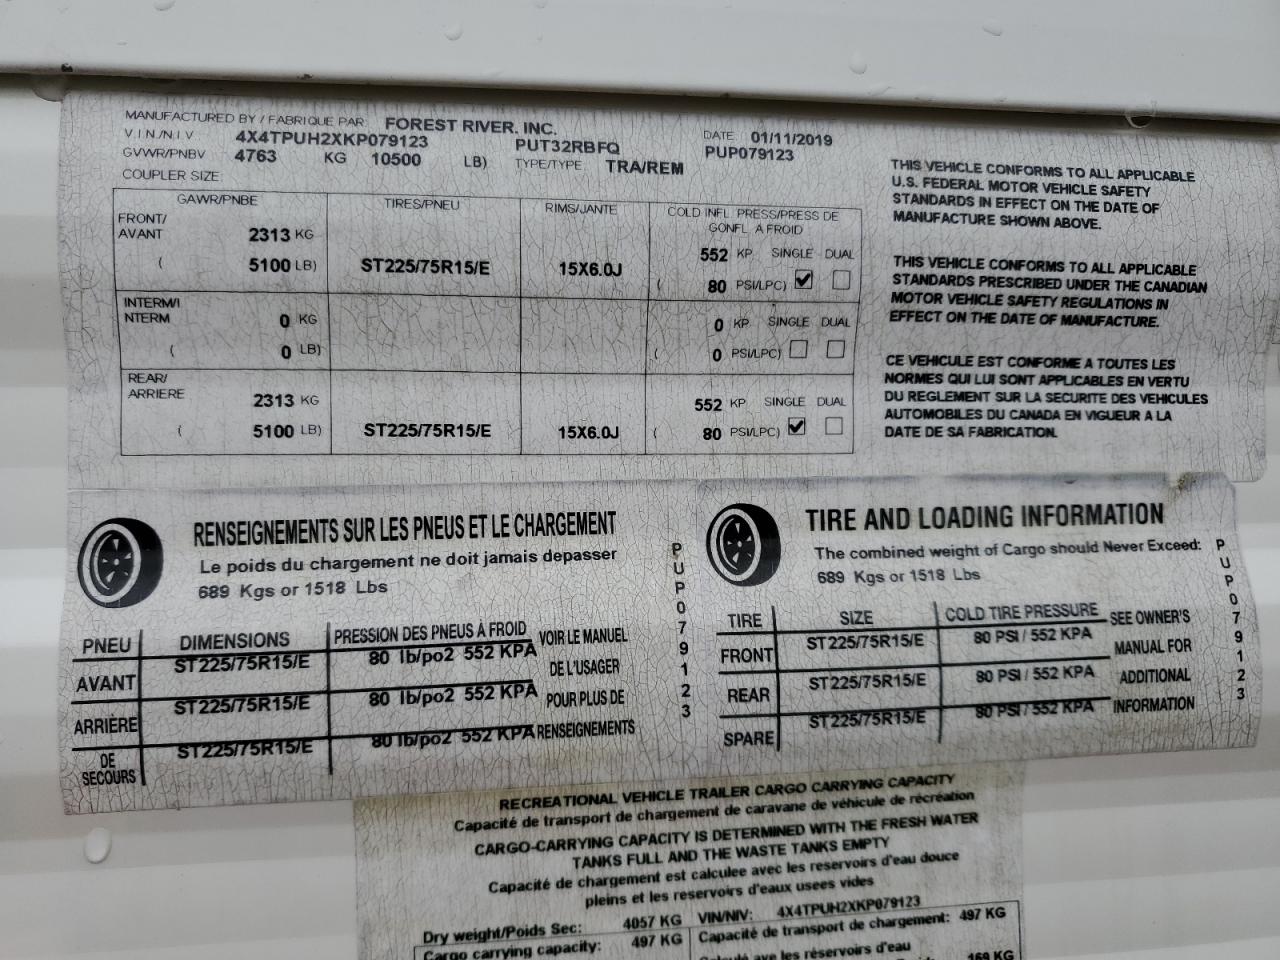 MANUFACTURED BY / FABRIQUE PAR FOREST RIVER, INC. DATE 01/11/2019
V.I.N/N.I.V 4X4TPUH2XKP079123 PUT32RBFQ PUP079123
GVWR/PNBV 4763 KG 10500 LB) TYPE/TYPE TRA/REM
COUPLER SIZE:
GAWR/PNBE TIRES/PNEU RIMS/JANTE COLD INFL PRESS/PRESS DE
GONFL A FROID
FRONT/
AVANT 2313 KG 552 KP SINGLE DUAL
( 5100 LB) ST225/75R15/E 15X6.0J ( 80 PSI/LPC)
INTERM/I
NTERM 0 KG 0 KP SINGLE DUAL
( 0 LB) ( 0 PSI/LPC)
REAR/
ARRIERE 2313 KG 552 KP SINGLE DUAL
( 5100 LB) ST225/75R15/E 15X6.0J ( 80 PSI/LPC)
THIS VEHICLE CONFORMS TO ALL APPLICABLE
U.S. FEDERAL MOTOR VEHICLE SAFETY
STANDARDS IN EFFECT ON THE DATE OF
MANUFACTURE SHOWN ABOVE.
THIS VEHICLE CONFORMS TO ALL APPLICABLE
STANDARDS PRESCRIBED UNDER THE CANADIAN
MOTOR VEHICLE SAFETY REGULATIONS IN
EFFECT ON THE DATE OF MANUFACTURE.
CE VEHICULE EST CONFORME A TOUTES LES
NORMES QUI LUI SONT APPLICABLES EN VERTU
DU REGLEMENT SUR LA SECURITE DES VEHICULES
AUTOMOBILES DU CANADA EN VIGUEUR A LA
DATE DE SA FABRICATION.
RENSEIGNEMENTS SUR LES PNEUS ET LE CHARGEMENT
Le poids du chargement ne doit jamais depasser
689 Kgs or 1518 Lbs
PNEU DIMENSIONS PRESSION DES PNEUS À FROID VOIR LE MANUEL
AVANT ST225/75R15/E 80 lb/po2 552 KPA DE L'USAGER
ARRIÈRE ST225/75R15/E 80 lb/po2 552 KPA POUR PLUS DE
DE
SECOURS ST225/75R15/E 80 lb/po2 552 KPA RENSEIGNEMENTS
PUP079123
TIRE AND LOADING INFORMATION
The combined weight of Cargo should Never Exceed:
689 Kgs or 1518 Lbs
TIRE SIZE COLD TIRE PRESSURE SEE OWNER'S
FRONT ST225/75R15/E 80 PSI / 552 KPA MANUAL FOR
REAR ST225/75R15/E 80 PSI / 552 KPA ADDITIONAL
SPARE ST225/75R15/E 80 PSI / 552 KPA INFORMATION
PUP079123
RECREATIONAL VEHICLE TRAILER CARGO CARRYING CAPACITY
Capacité de transport de chargement de caravane de véhicule de récréation
CARGO-CARRYING CAPACITY IS DETERMINED WITH THE FRESH WATER
TANKS FULL AND THE WASTE TANKS EMPTY
Capacité de chargement est calculee avec les reservoirs d'eau douce
pleins et les reservoirs d'eaux usees vides
Dry weight/Poids Sec: 4057 KG VIN/NIV: 4X4TPUH2XKP079123
Cargo carrying capacity: 497 KG Capacité de transport de chargement: 497 KG
les réservoirs d'eau
169 KG